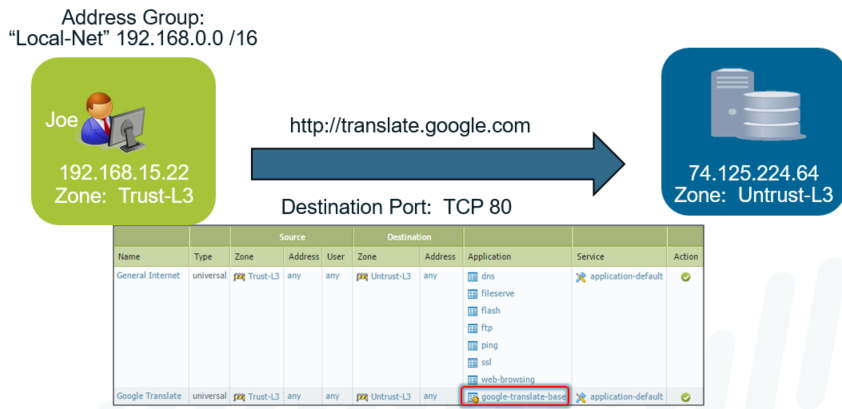 Address Group:
“Local-Net” 192.168.0.0 /16
Joe
192.168.15.22
Zone: Trust-L3
http://translate.google.com
Destination Port: TCP 80
74.125.224.64
Zone: Untrust-L3
Source Destination
Name Type Zone Address User Zone Address Application Service Action
General Internet universal Trust-L3 any any Untrust-L3 any dns application-default
fileserve
flash
ftp
ping
ssl
web-browsing
Google Translate universal Trust-L3 any any Untrust-L3 any google-translate-base application-default